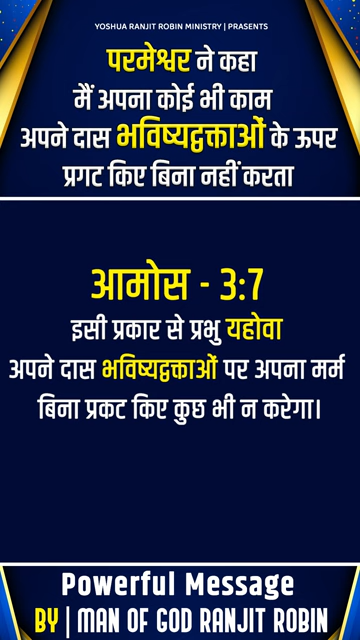 YOSHUA RANJIT ROBIN MINISTRY | PRESENTS
परमेश्वर ने कहा
मैं अपना कोई भी काम
अपने दास भविष्यद्वक्ताओं के ऊपर
प्रगट किए बिना नहीं करता
आमोस - 3:7
इसी प्रकार से प्रभु यहोवा
अपने दास भविष्यद्वक्ताओं पर अपना मर्म
बिना प्रकट किए कुछ भी न करेगा।
Powerful Message
BY | MAN OF GOD RANJIT ROBIN